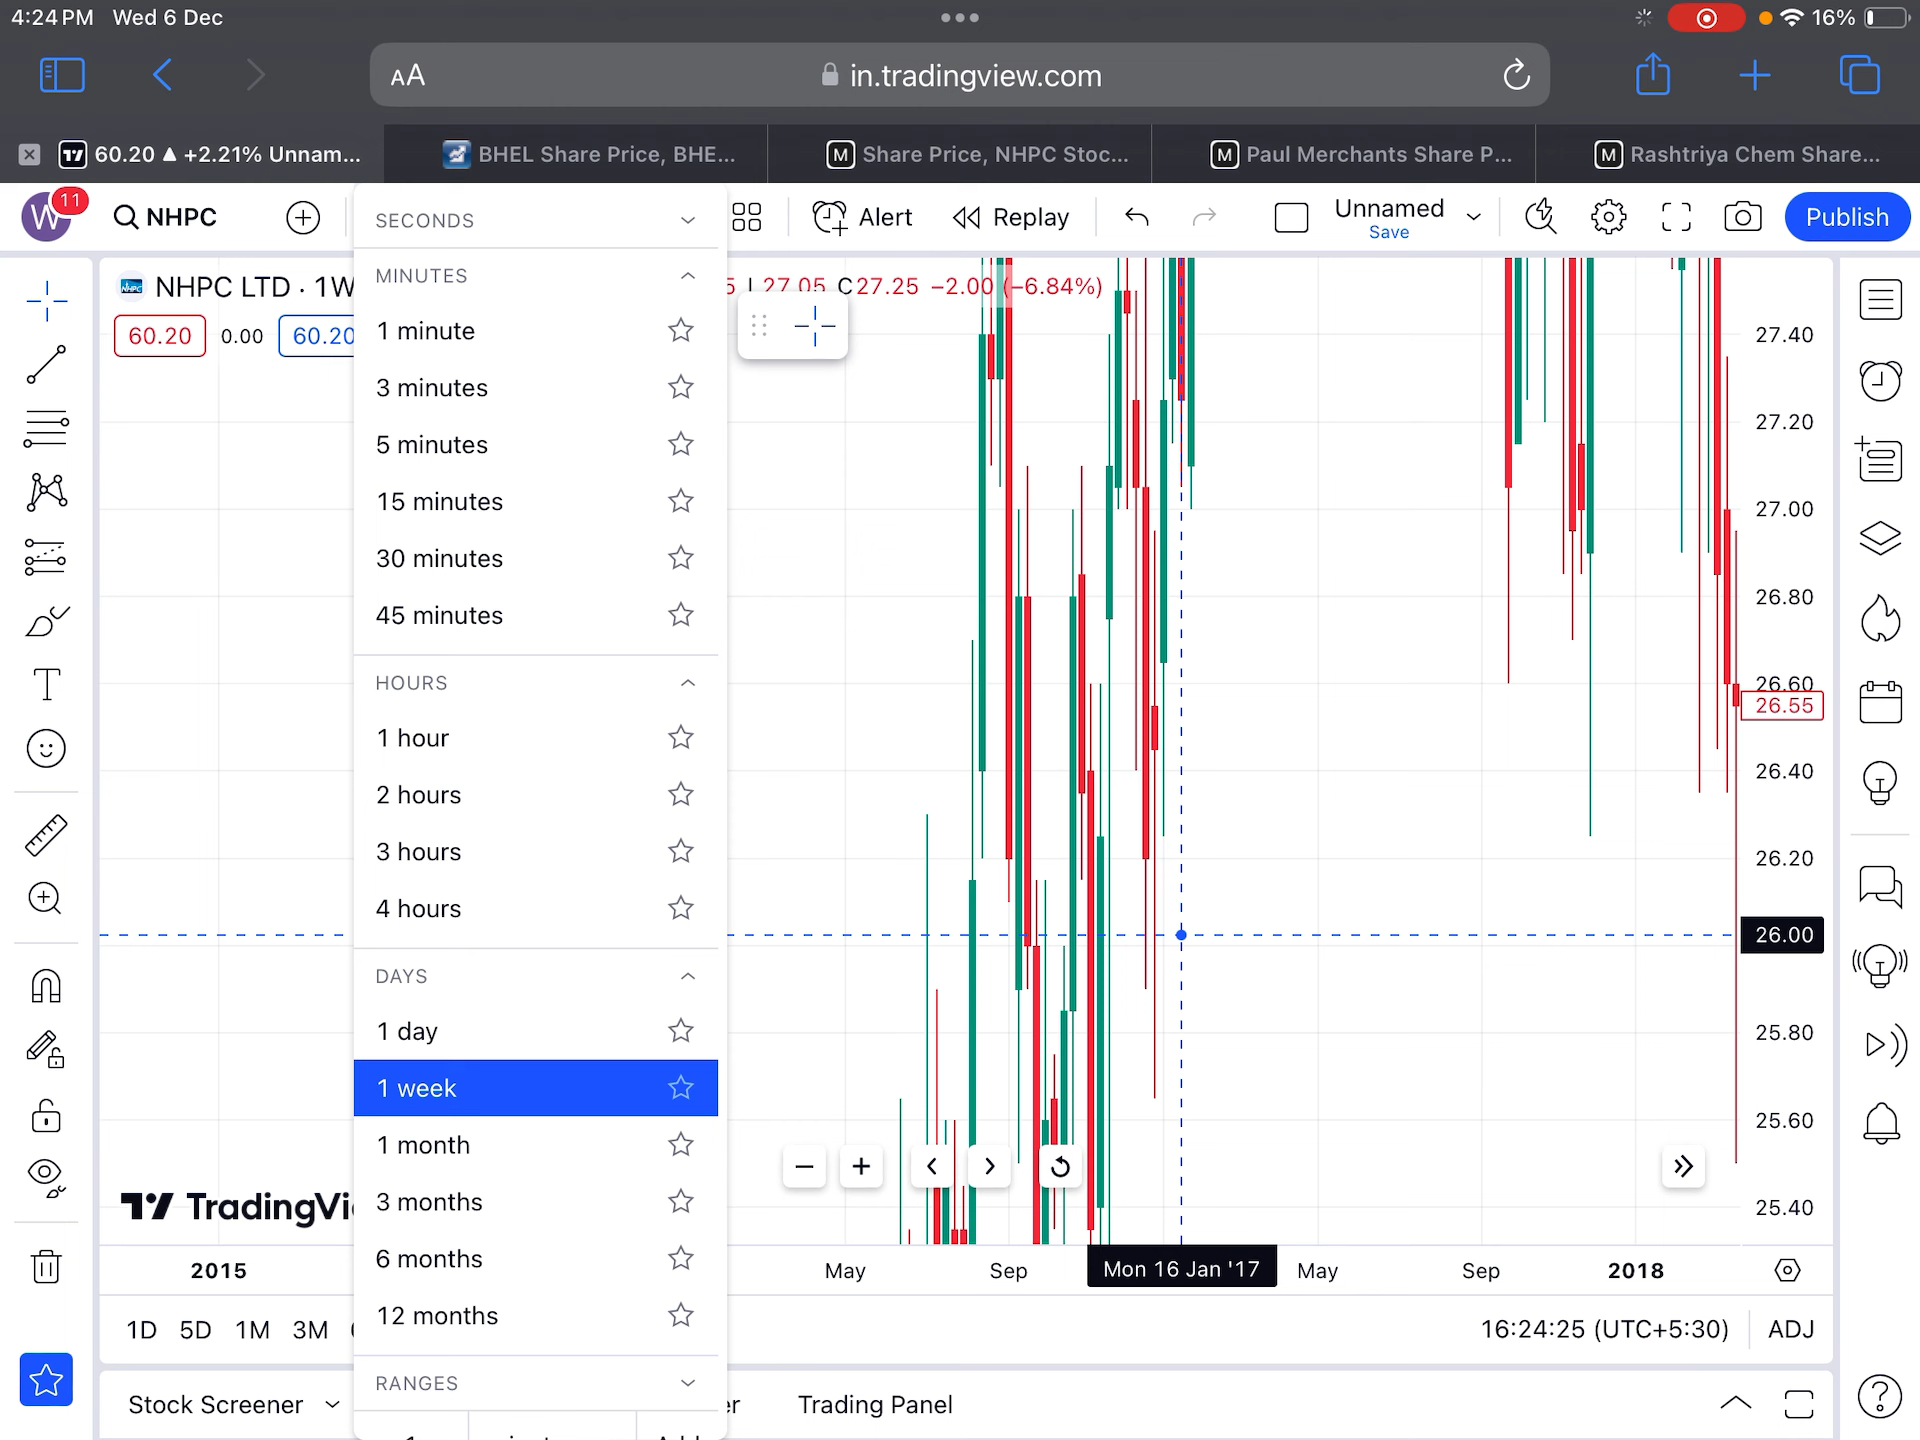 4:24 PM Wed 6 Dec
16%
AA in.tradingview.com
60.20 ▲ +2.21% Unnam...
BHEL Share Price, BHE...
M Share Price, NHPC Stoc...
M Paul Merchants Share P...
M Rashtriya Chem Share...
W 11
NHPC
Alert
Replay
Unnamed
Save
Publish
SECONDS
MINUTES
1 minute
3 minutes
5 minutes
15 minutes
30 minutes
45 minutes
HOURS
1 hour
2 hours
3 hours
4 hours
DAYS
1 day
1 week
1 month
3 months
6 months
12 months
RANGES
NHPC LTD · 1W
L27.05 C27.25 −2.00 (−6.84%)
60.20 0.00 60.20
27.40
27.20
27.00
26.80
26.60
26.55
26.40
26.20
26.00
25.80
25.60
25.40
2015
May
Sep
Mon 16 Jan '17
May
Sep
2018
1D 5D 1M 3M
16:24:25 (UTC+5:30)
ADJ
Stock Screener
Trading Panel